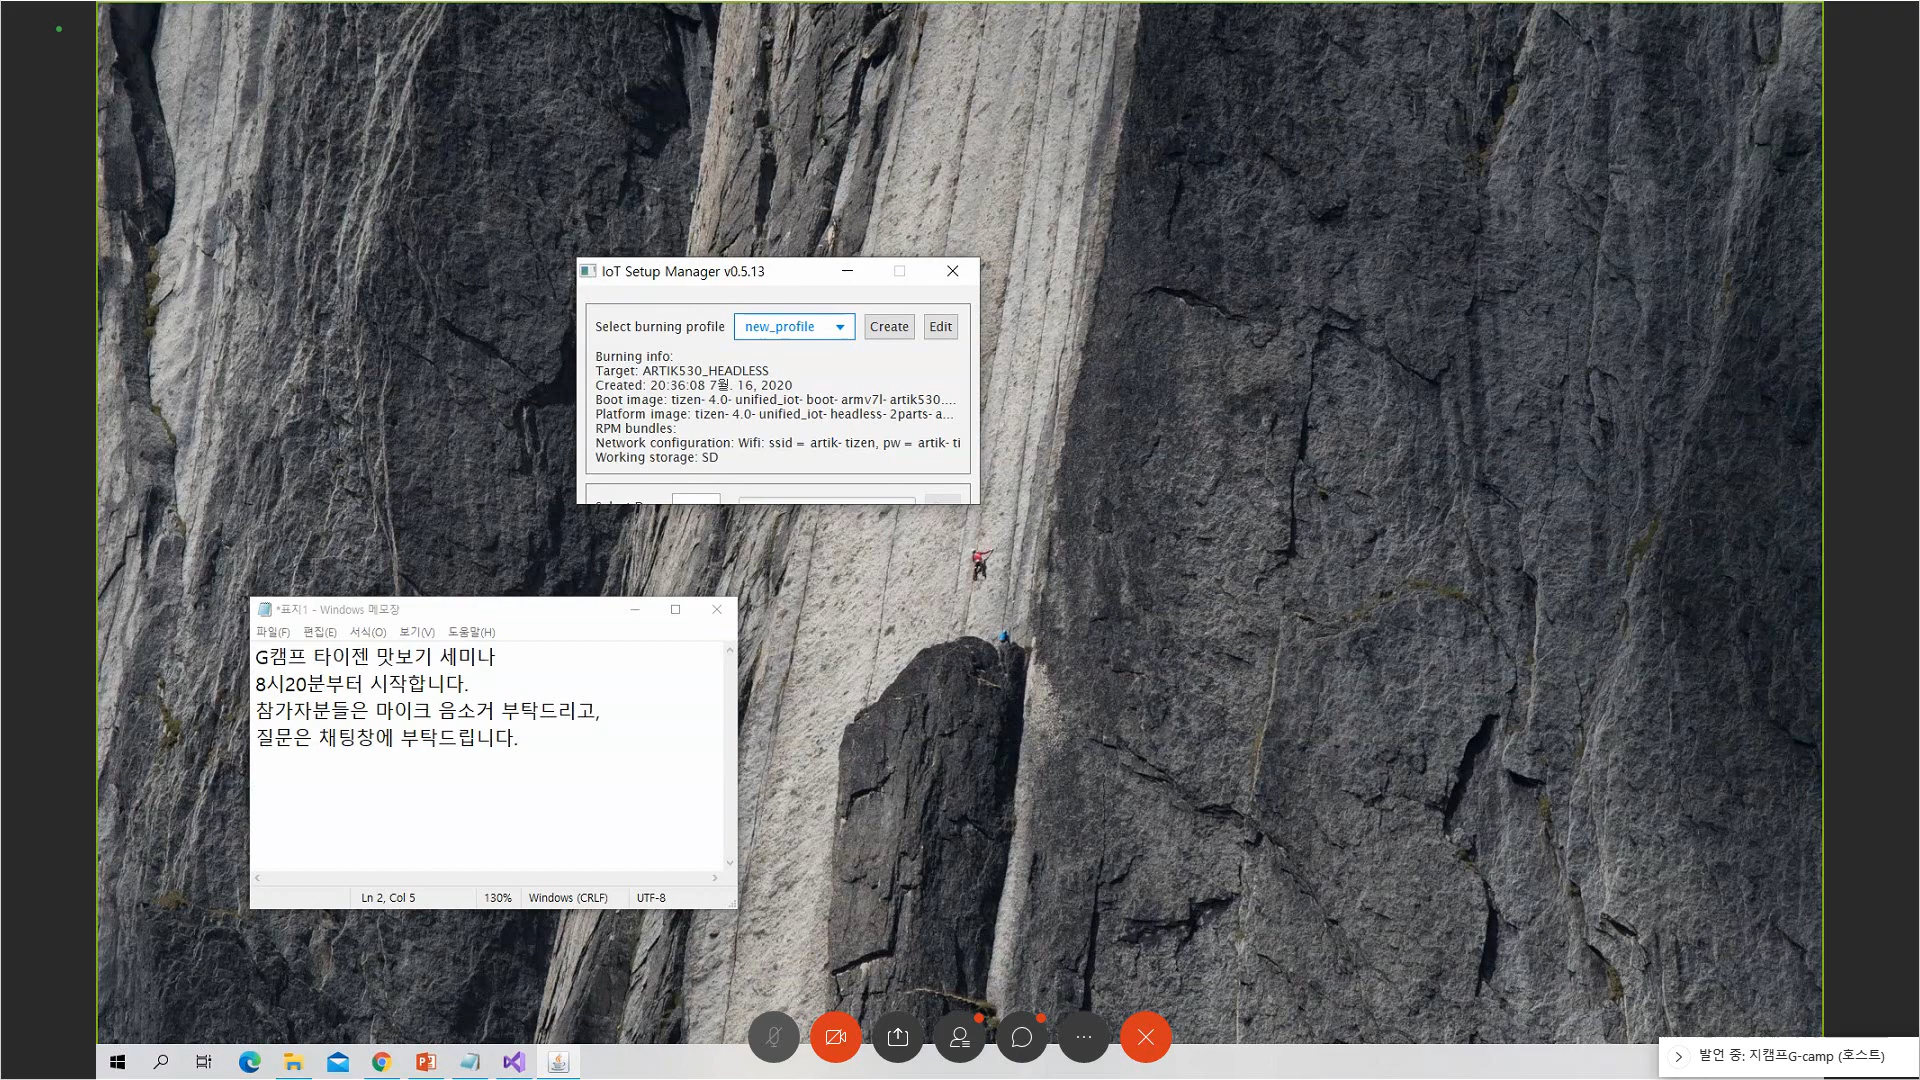 IoT Setup Manager v0.5.13
Select burning profile new_profile Create Edit
Burning info:
Target: ARTIK530_HEADLESS
Created: 20:36:08 7월. 16, 2020
Boot image: tizen- 4.0- unified_iot- boot- armv7l- artik530....
Platform image: tizen- 4.0- unified_iot- headless- 2parts- a...
RPM bundles:
Network configuration: Wifi: ssid = artik- tizen, pw = artik- ti
Working storage: SD
*표지1 - Windows 메모장
파일(F) 편집(E) 서식(O) 보기(V) 도움말(H)
G캠프 타이젠 맛보기 세미나
8시20분부터 시작합니다.
참가자분들은 마이크 음소거 부탁드리고,
질문은 채팅창에 부탁드립니다.
Ln 2, Col 5 130% Windows (CRLF) UTF-8
발언 중: 지캠프G-camp (호스트)